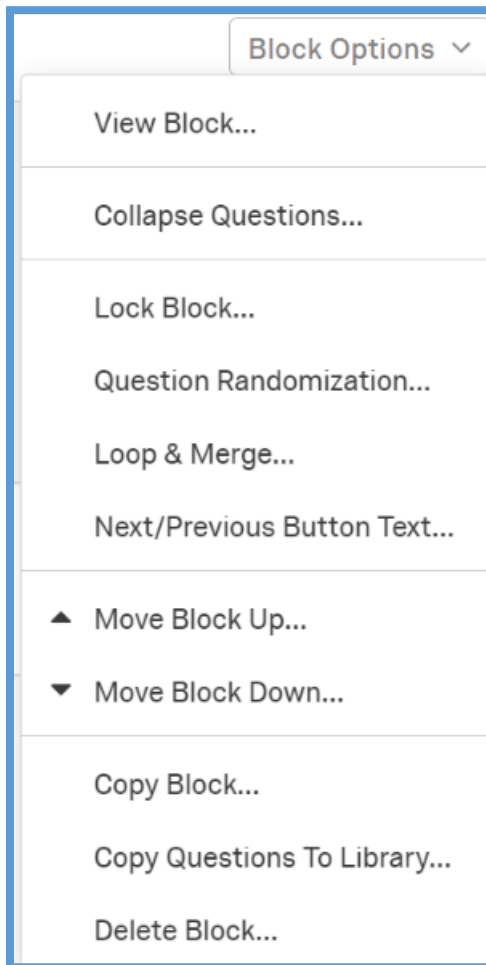 Block Options
View Block...
Collapse Questions...
Lock Block...
Question Randomization...
Loop & Merge...
Next/Previous Button Text...
Move Block Up...
Move Block Down...
Copy Block...
Copy Questions To Library...
Delete Block...